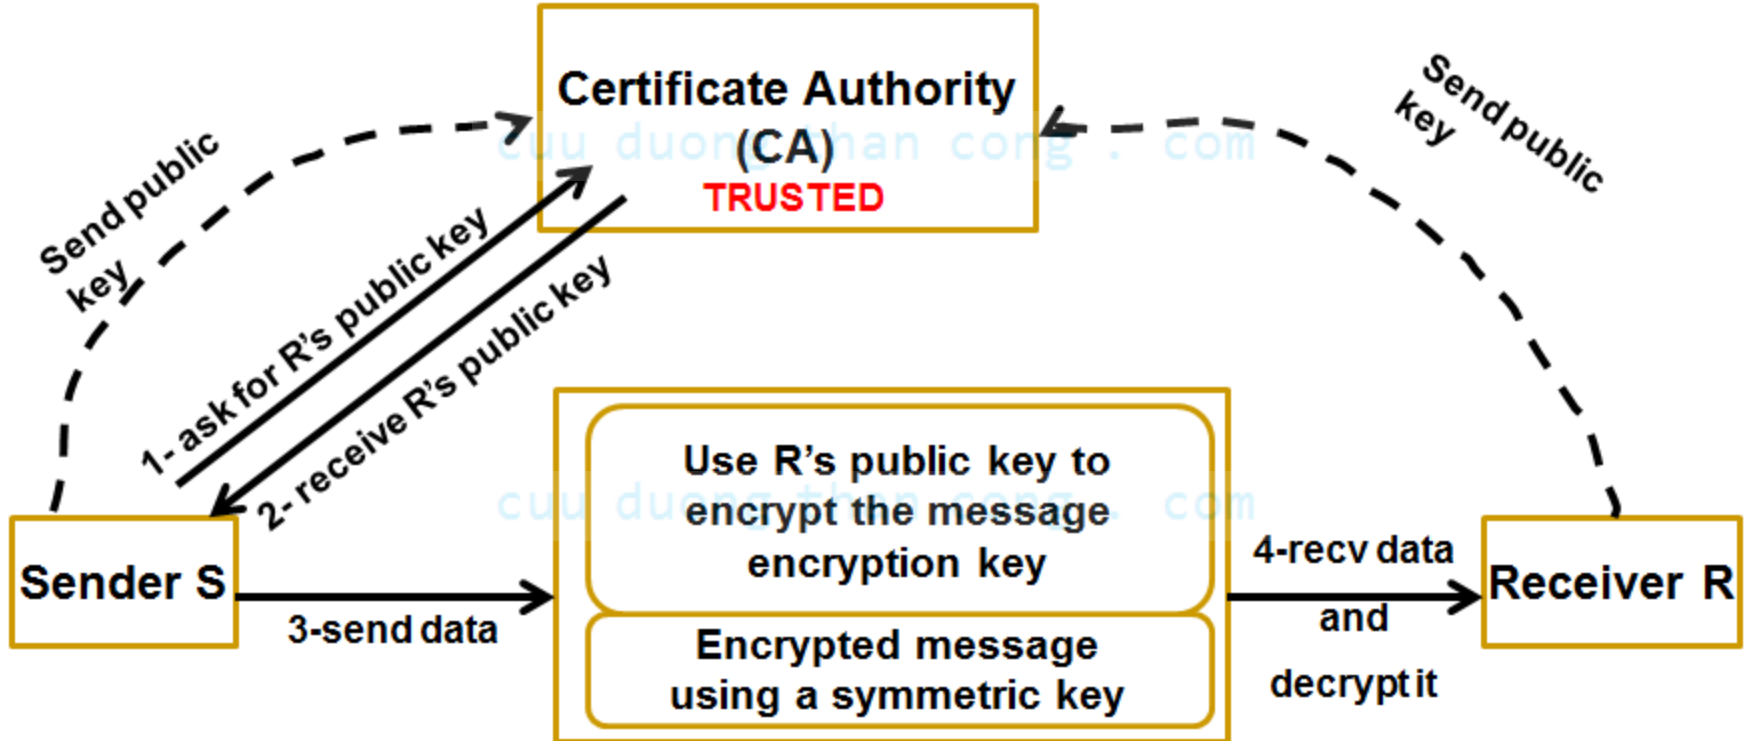 Certificate Authority
(CA)
TRUSTED
cuu duong than cong . com
Send public
key
Send public
key
1- ask for R's public key
2- receive R's public key
Use R's public key to
encrypt the message
encryption key
cuu duong than cong . com
Encrypted message
using a symmetric key
Sender S
3-send data
4-recv data
and
decrypt it
Receiver R